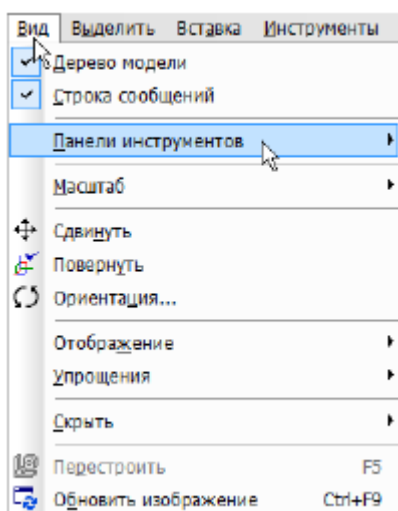 Вид Выделить Вставка Инструменты
Дерево модели
Строка сообщений
Панели инструментов
Масштаб
Сдвинуть
Повернуть
Ориентация...
Отображение
Упрощения
Скрыть
Перестроить F5
Обновить изображение Ctrl+F9